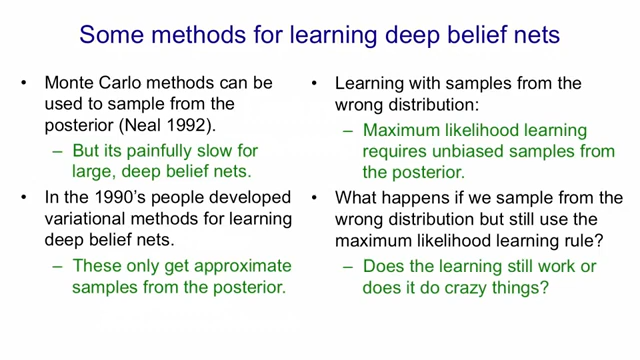 Some methods for learning deep belief nets
• Monte Carlo methods can be
used to sample from the
posterior (Neal 1992).
– But its painfully slow for
large, deep belief nets.
• In the 1990’s people developed
variational methods for learning
deep belief nets.
– These only get approximate
samples from the posterior.
• Learning with samples from the
wrong distribution:
– Maximum likelihood learning
requires unbiased samples from
the posterior.
• What happens if we sample from the
wrong distribution but still use the
maximum likelihood learning rule?
– Does the learning still work or
does it do crazy things?